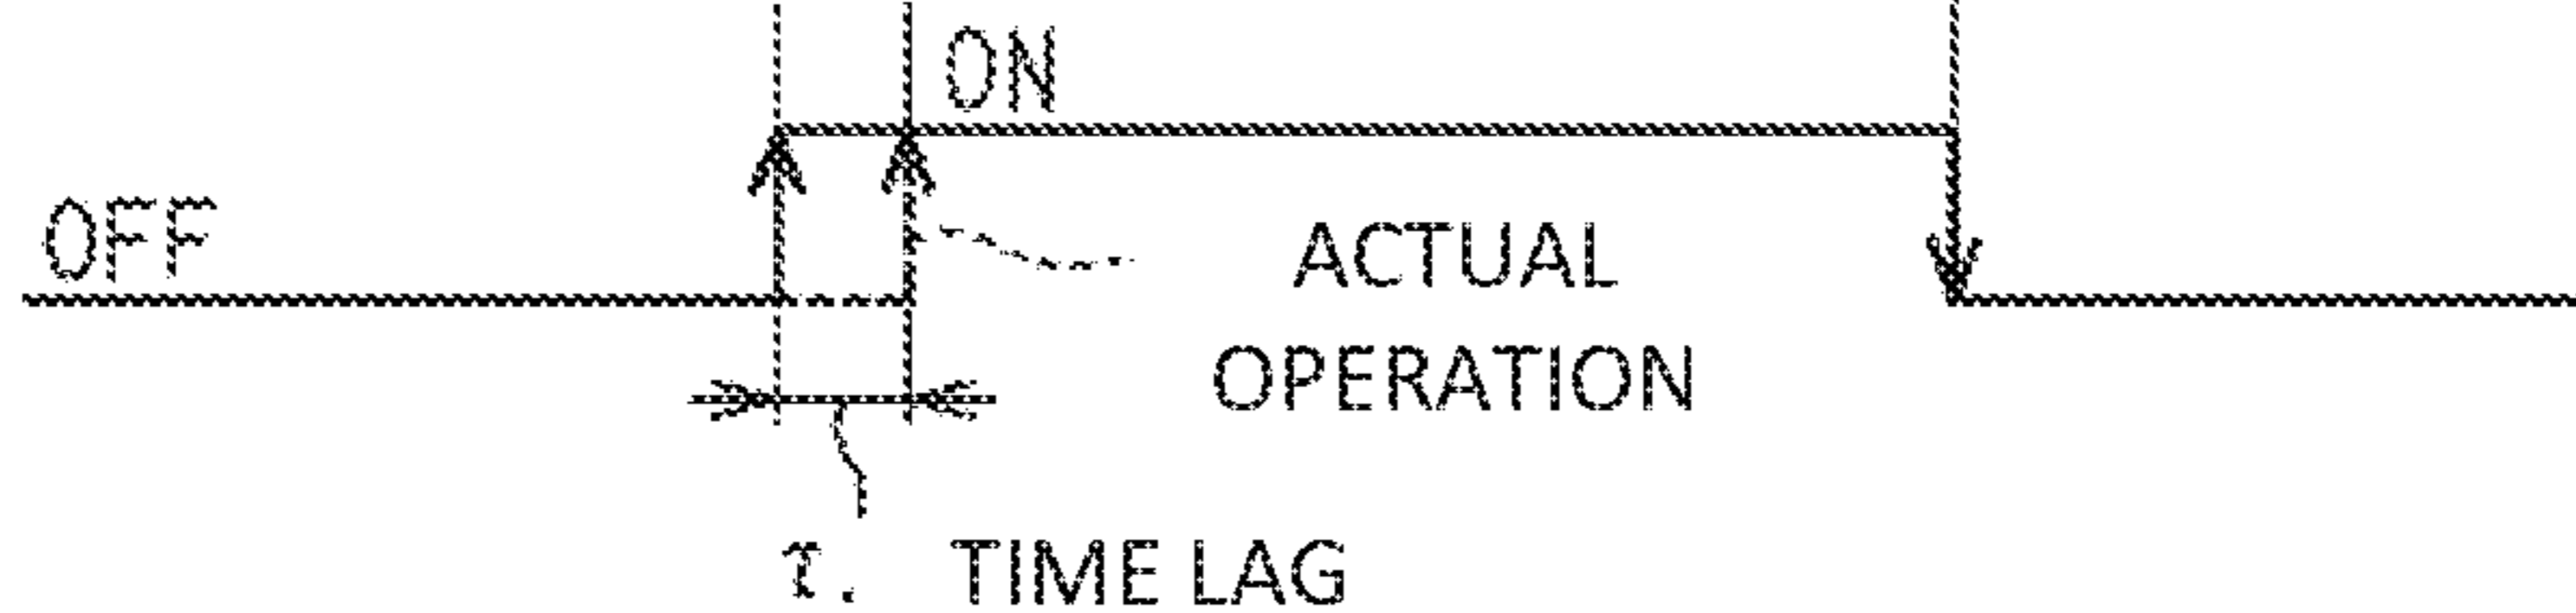 ON
OFF
ACTUAL
OPERATION
τ. TIME LAG